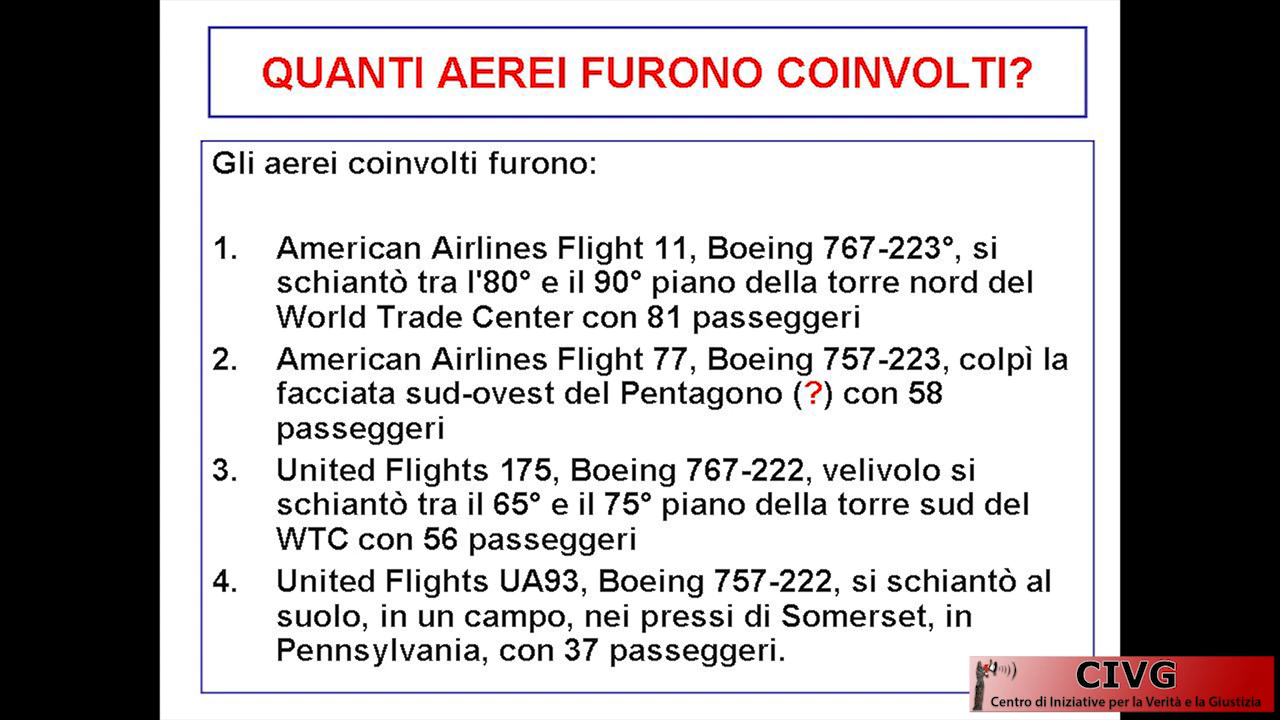 QUANTI AEREI FURONO COINVOLTI?
Gli aerei coinvolti furono:
1. American Airlines Flight 11, Boeing 767-223°, si
schiantò tra l'80° e il 90° piano della torre nord del
World Trade Center con 81 passeggeri
2. American Airlines Flight 77, Boeing 757-223, colpì la
facciata sud-ovest del Pentagono (?) con 58
passeggeri
3. United Flights 175, Boeing 767-222, velivolo si
schiantò tra il 65° e il 75° piano della torre sud del
WTC con 56 passeggeri
4. United Flights UA93, Boeing 757-222, si schiantò al
suolo, in un campo, nei pressi di Somerset, in
Pennsylvania, con 37 passeggeri.
CIVG
Centro di Iniziative per la Verità e la Giustizia